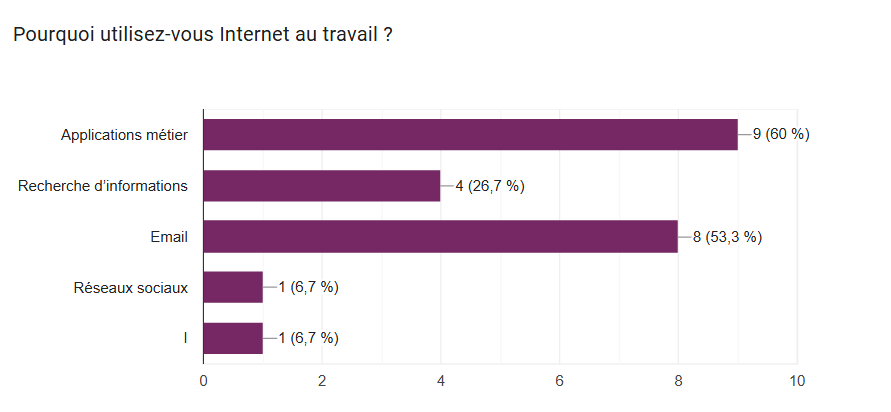 Pourquoi utilisez-vous Internet au travail ?
Applications métier 9 (60 %)
Recherche d’informations 4 (26,7 %)
Email 8 (53,3 %)
Réseaux sociaux 1 (6,7 %)
I 1 (6,7 %)
0 2 4 6 8 10